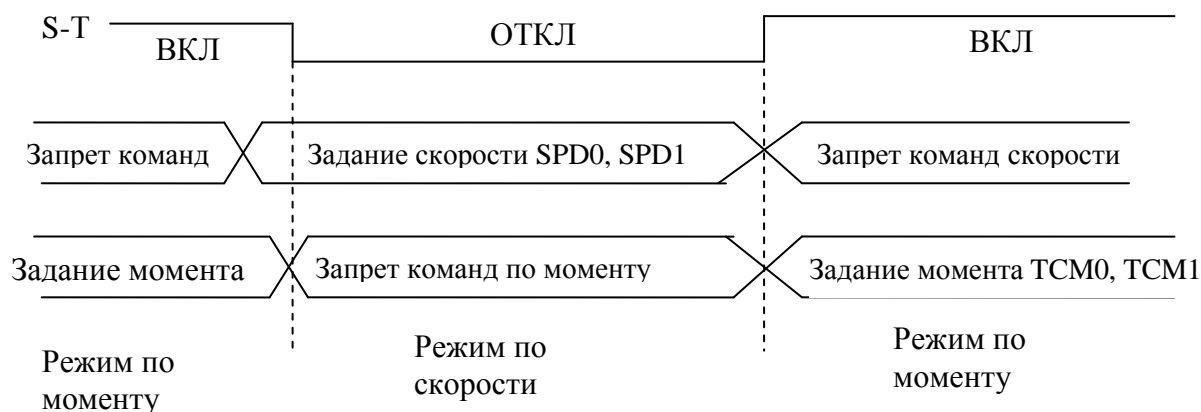 S-T
ВКЛ ОТКЛ ВКЛ
Запрет команд Задание скорости SPD0, SPD1 Запрет команд скорости
Задание момента Запрет команд по моменту Задание момента TCM0, TCM1
Режим по
моменту
Режим по
скорости
Режим по
моменту